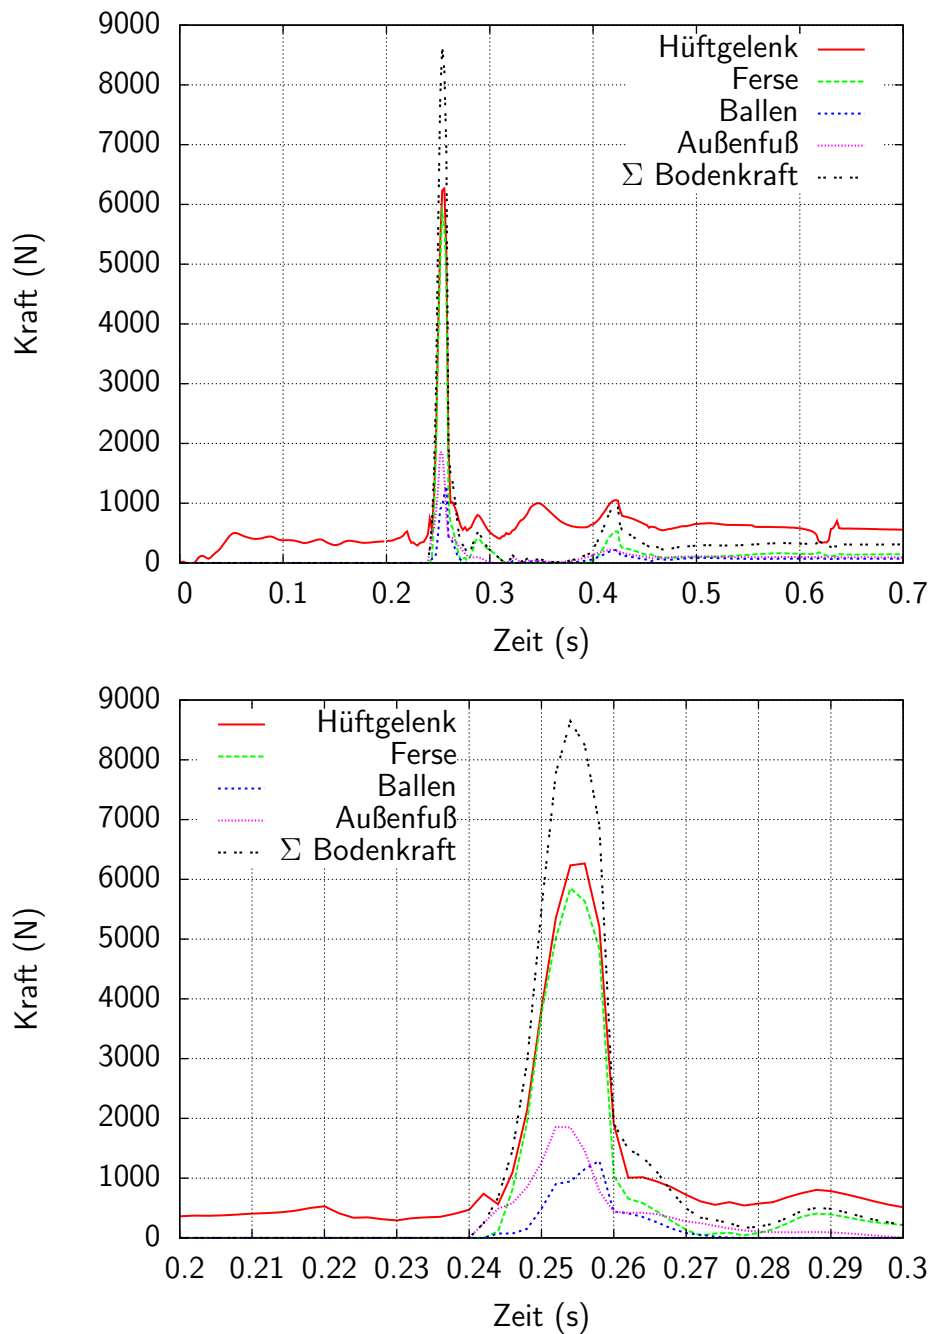 9000
8000
7000
6000
5000
4000
3000
2000
1000
0
Kraft (N)
Hüftgelenk
Ferse
Ballen
Außenfuß
Σ Bodenkraft
0 0.1 0.2 0.3 0.4 0.5 0.6 0.7
Zeit (s)
9000
8000
7000
6000
5000
4000
3000
2000
1000
0
Kraft (N)
Hüftgelenk
Ferse
Ballen
Außenfuß
Σ Bodenkraft
0.2 0.21 0.22 0.23 0.24 0.25 0.26 0.27 0.28 0.29 0.3
Zeit (s)